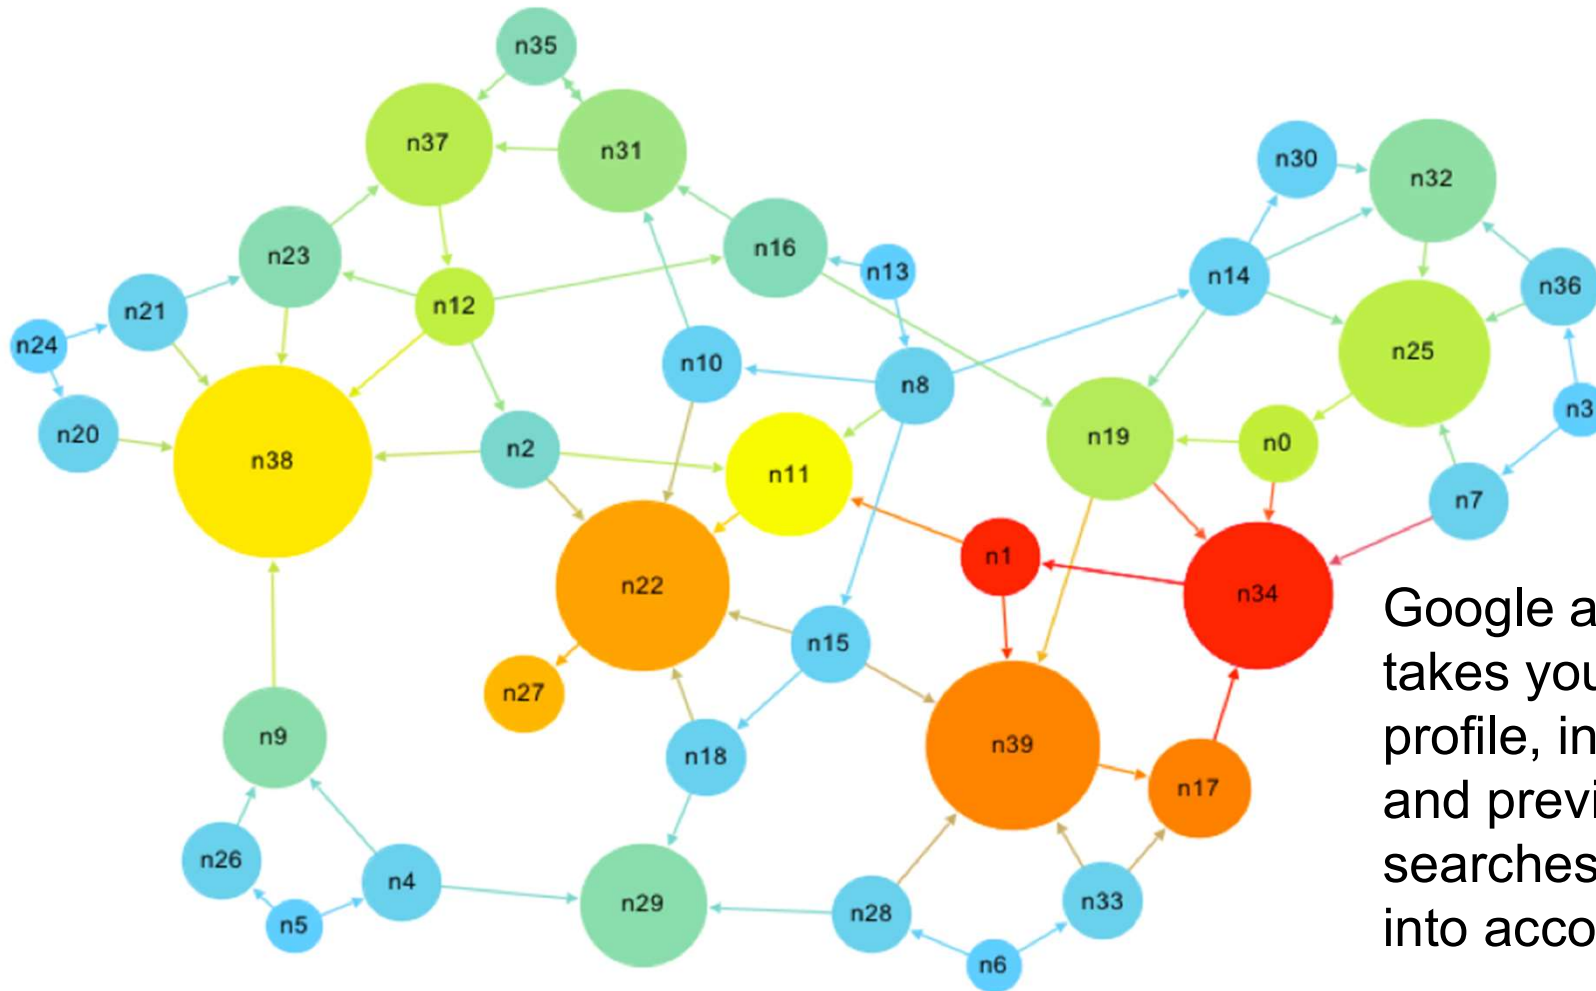 n35
n37
n31
n30
n32
n23
n16
n13
n14
n36
n21
n12
n24
n10
n8
n25
n3
n20
n38
n2
n11
n19
n0
n7
n22
n1
n34
n27
n15
n9
n18
n39
n17
n26
n4
n29
n28
n33
n5
n6
Google a
takes you
profile, in
and previ
searches
into acco